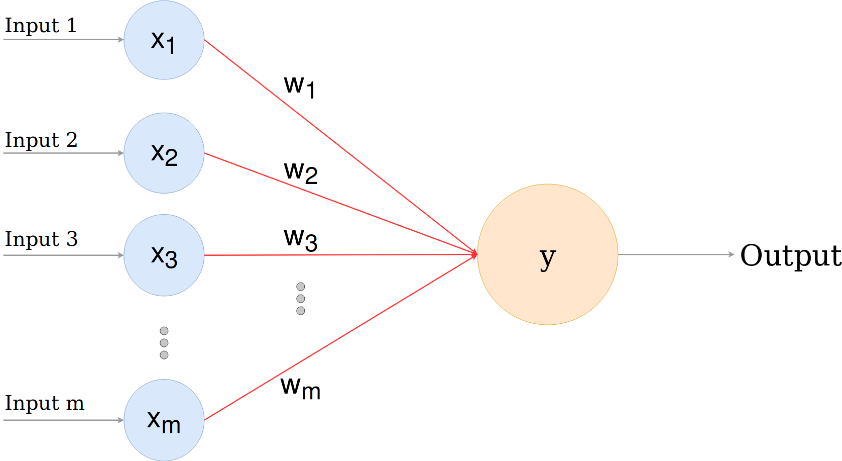 Input 1
x₁
w₁
Input 2
x₂
w₂
Input 3
x₃
w₃
y
Output
Input m
xₘ
wₘ